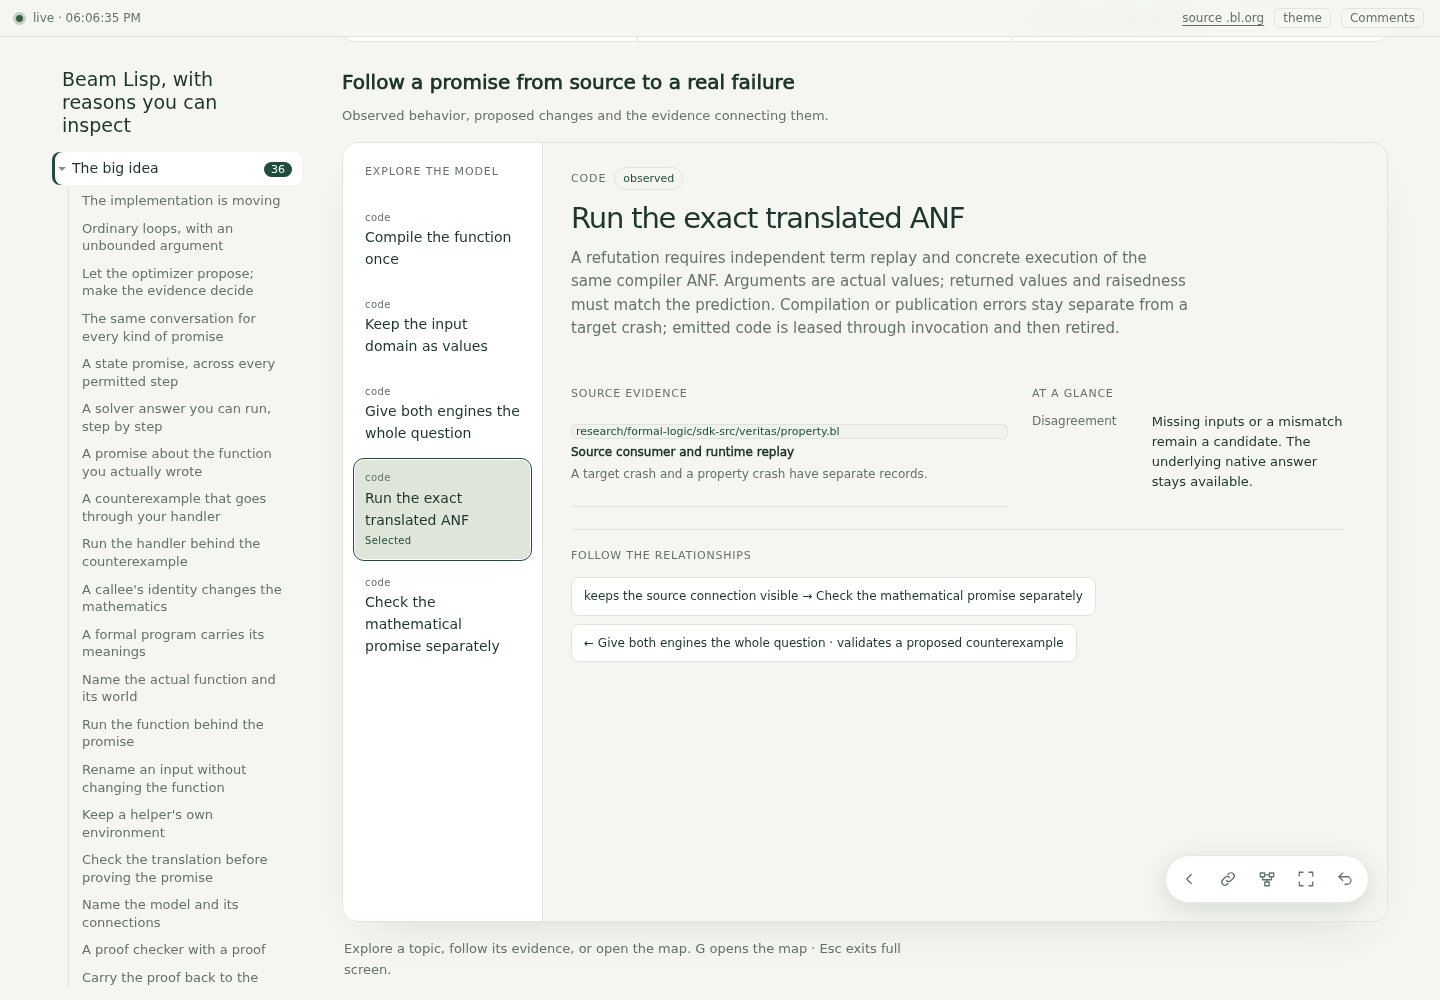 live · 06:06:35 PM
source .bl.org
theme
Comments
Beam Lisp, with
reasons you can
inspect
The big idea
36
The implementation is moving
Ordinary loops, with an
unbounded argument
Let the optimizer propose;
make the evidence decide
The same conversation for
every kind of promise
A state promise, across every
permitted step
A solver answer you can run,
step by step
A promise about the function
you actually wrote
A counterexample that goes
through your handler
Run the handler behind the
counterexample
A callee's identity changes the
mathematics
A formal program carries its
meanings
Name the actual function and
its world
Run the function behind the
promise
Rename an input without
changing the function
Keep a helper's own
environment
Check the translation before
proving the promise
Name the model and its
connections
A proof checker with a proof
Carry the proof back to the
Follow a promise from source to a real failure
Observed behavior, proposed changes and the evidence connecting them.
EXPLORE THE MODEL
code
Compile the function
once
code
Keep the input
domain as values
code
Give both engines the
whole question
code
Run the exact
translated ANF
Selected
code
Check the
mathematical
promise separately
CODE
observed
Run the exact translated ANF
A refutation requires independent term replay and concrete execution of the
same compiler ANF. Arguments are actual values; returned values and raisedness
must match the prediction. Compilation or publication errors stay separate from a
target crash; emitted code is leased through invocation and then retired.
SOURCE EVIDENCE
research/formal-logic/sdk-src/veritas/property.bl
Source consumer and runtime replay
A target crash and a property crash have separate records.
AT A GLANCE
Disagreement
Missing inputs or a mismatch
remain a candidate. The
underlying native answer
stays available.
FOLLOW THE RELATIONSHIPS
keeps the source connection visible → Check the mathematical promise separately
← Give both engines the whole question · validates a proposed counterexample
Explore a topic, follow its evidence, or open the map. G opens the map · Esc exits full
screen.